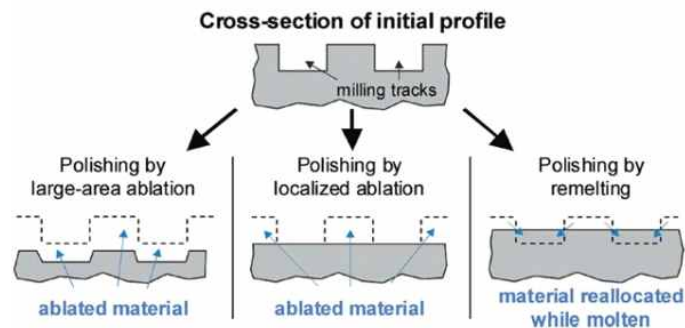 Cross-section of initial profile
milling tracks
Polishing by
large-area ablation
ablated material
Polishing by
localized ablation
ablated material
Polishing by
remelting
material reallocated
while molten